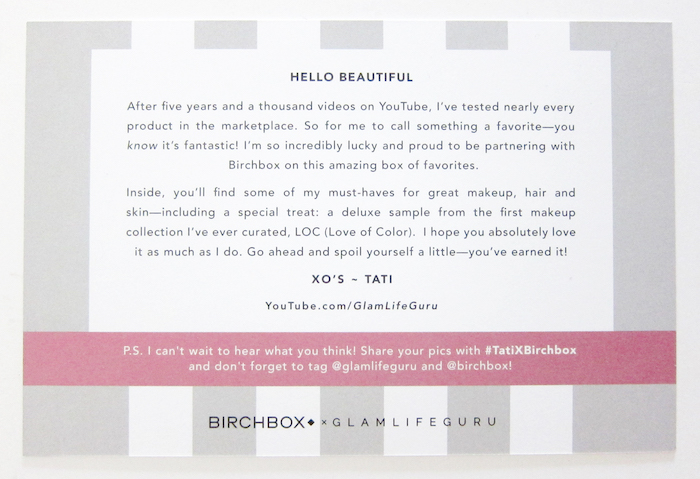 HELLO BEAUTIFUL
After five years and a thousand videos on YouTube, I've tested nearly every
product in the marketplace. So for me to call something a favorite—you
know it's fantastic! I'm so incredibly lucky and proud to be partnering with
Birchbox on this amazing box of favorites.
Inside, you'll find some of my must-haves for great makeup, hair and
skin—including a special treat: a deluxe sample from the first makeup
collection I've ever curated, LOC (Love of Color). I hope you absolutely love
it as much as I do. Go ahead and spoil yourself a little—you've earned it!
XO'S ~ TATI
YouTube.com/GlamLifeGuru
P.S. I can't wait to hear what you think! Share your pics with #TatiXBirchbox
and don't forget to tag @glamlifeguru and @birchbox!
BIRCHBOX◆ × GLAMLIFEGURU